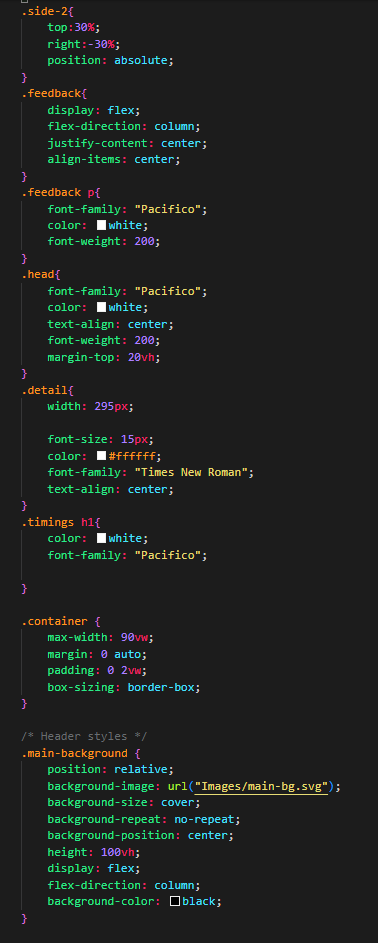 .side-2{
    top:30%;
    right:-30%;
    position: absolute;
}
.feedback{
    display: flex;
    flex-direction: column;
    justify-content: center;
    align-items: center;
}
.feedback p{
    font-family: "Pacifico";
    color: white;
    font-weight: 200;
}
.head{
    font-family: "Pacifico";
    color: white;
    text-align: center;
    font-weight: 200;
    margin-top: 20vh;
}
.detail{
    width: 295px;

    font-size: 15px;
    color: #ffffff;
    font-family: "Times New Roman";
    text-align: center;
}
.timings h1{
    color: white;
    font-family: "Pacifico";

}

.container {
    max-width: 90vw;
    margin: 0 auto;
    padding: 0 2vw;
    box-sizing: border-box;
}

/* Header styles */
.main-background {
    position: relative;
    background-image: url("Images/main-bg.svg");
    background-size: cover;
    background-repeat: no-repeat;
    background-position: center;
    height: 100vh;
    display: flex;
    flex-direction: column;
    background-color: black;
}